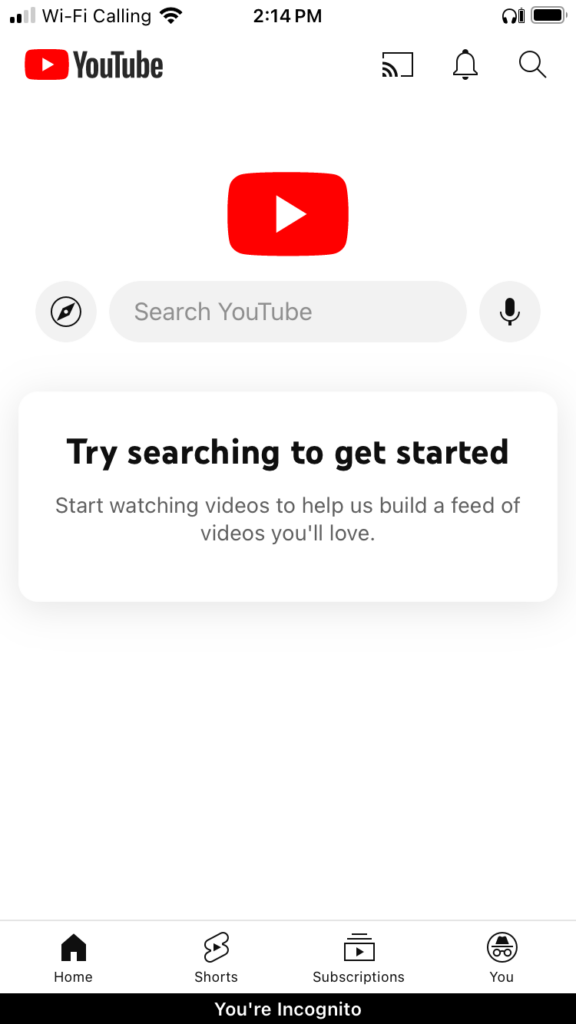 Wi-Fi Calling 2:14 PM
YouTube
Search YouTube
Try searching to get started
Start watching videos to help us build a feed of
videos you'll love.
Home Shorts Subscriptions You
You're Incognito